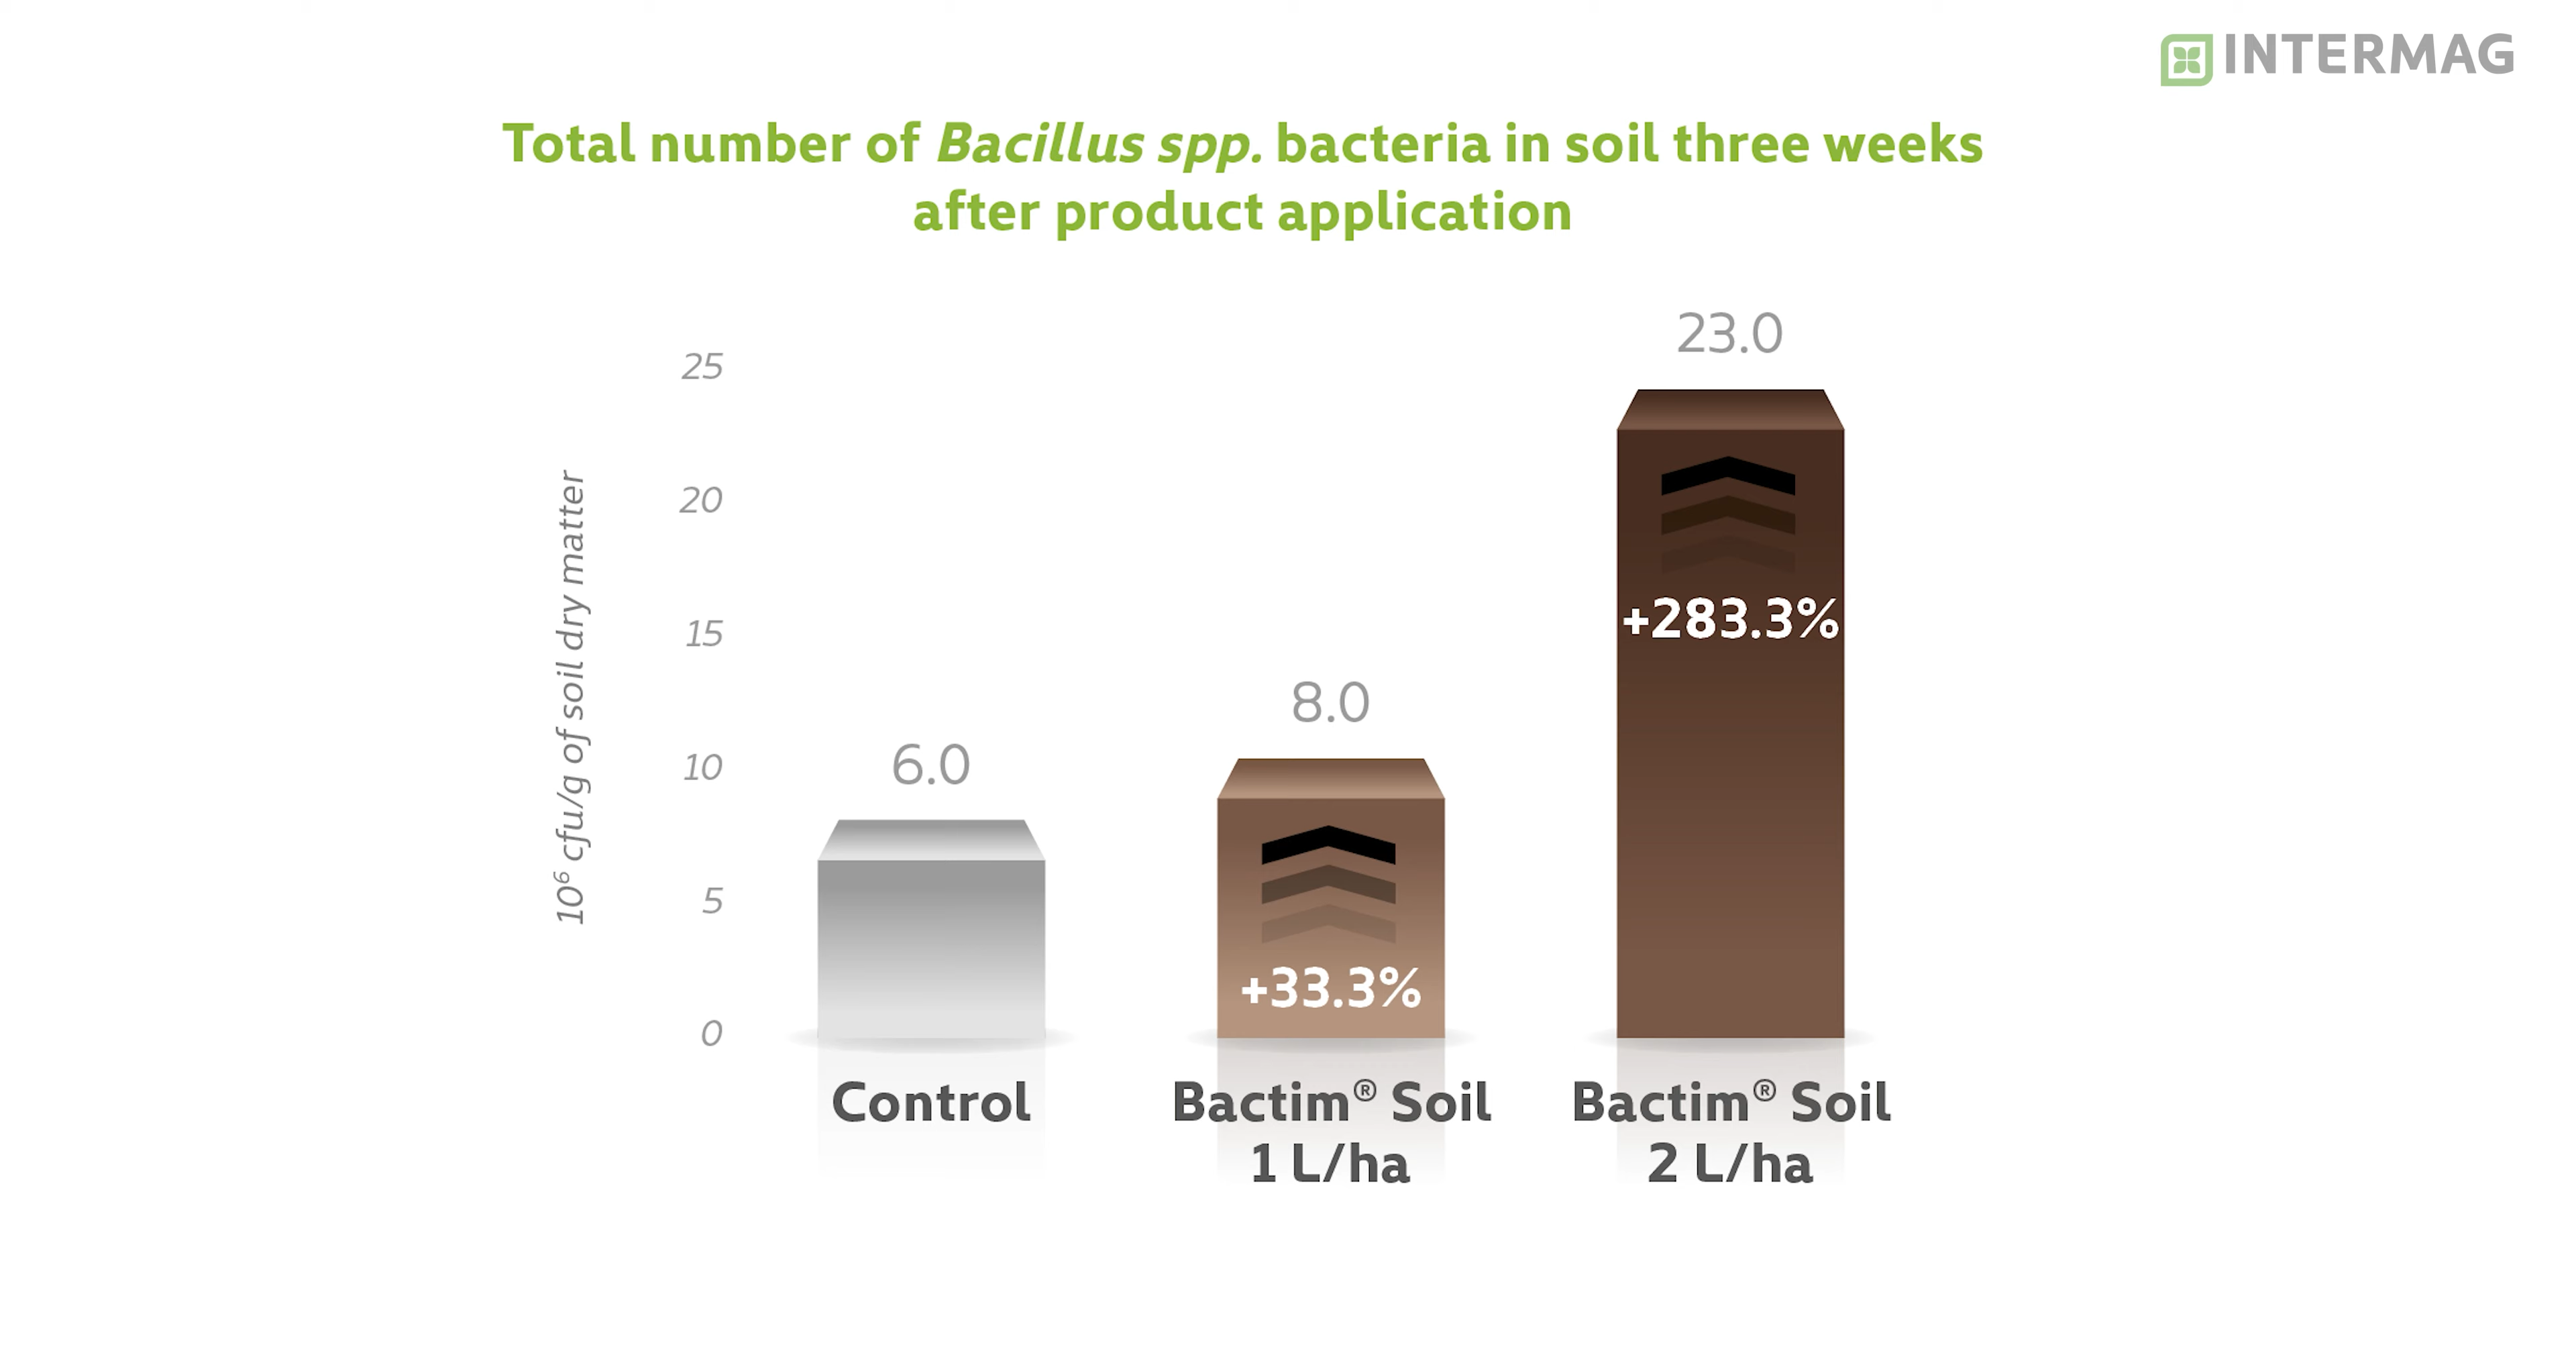 INTERMAG
Total number of Bacillus spp. bacteria in soil three weeks
after product application
10⁶ cfu/g of soil dry matter
25
20
15
10
5
0
6.0
8.0
23.0
+33.3%
+283.3%
Control
Bactim® Soil
1 L/ha
Bactim® Soil
2 L/ha